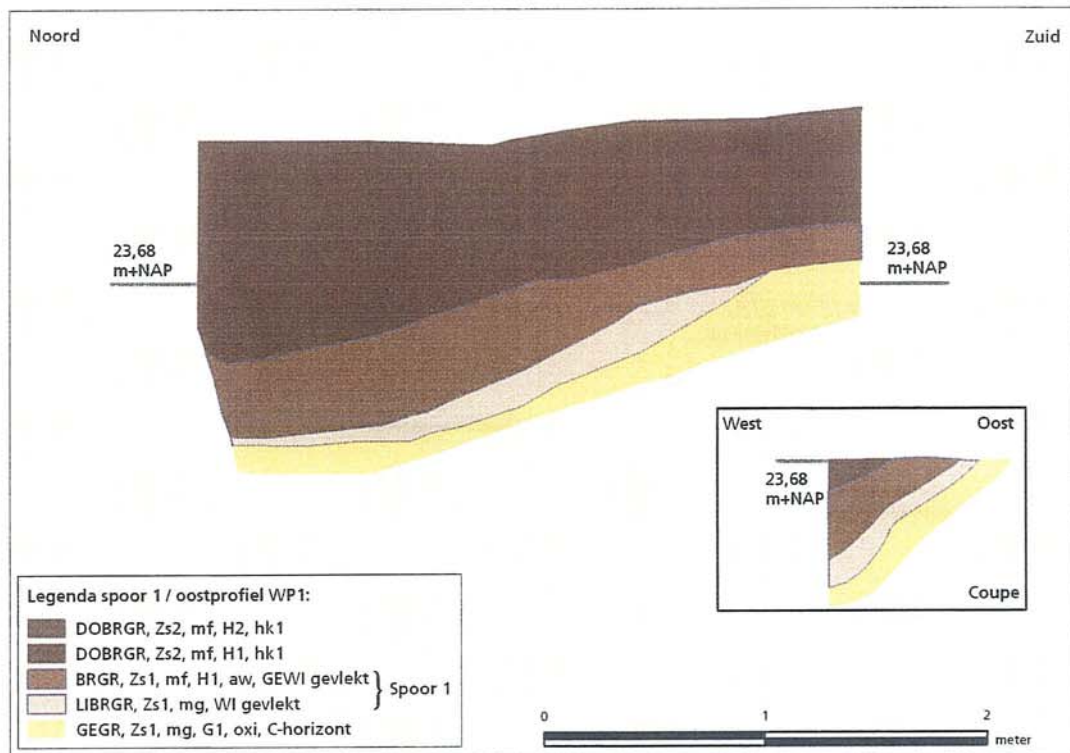 Noord
Zuid
23,68
m+NAP
23,68
m+NAP
West
Oost
23,68
m+NAP
Coupe
Legenda spoor 1 / oostprofiel WP1:
DOBRGR, Zs2, mf, H2, hk1
DOBRGR, Zs2, mf, H1, hk1
BRGR, Zs1, mf, H1, aw, GEWI gevlekt
LIBRGR, Zs1, mg, WI gevlekt
Spoor 1
GEGR, Zs1, mg, G1, oxi, C-horizont
0 1 2
meter